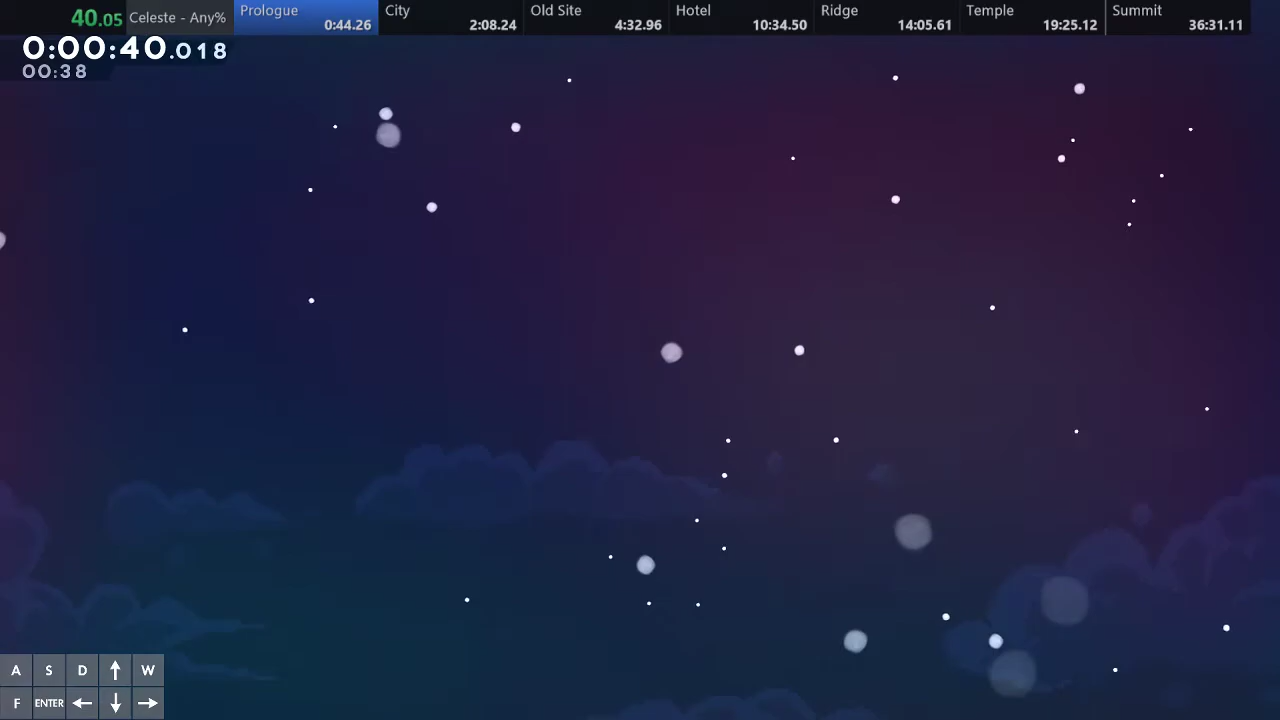 40.05 Celeste - Any% Prologue City Old Site Hotel Ridge Temple Summit
0:44.26 2:08.24 4:32.96 10:34.50 14:05.61 19:25.12 36:31.11
0:00:40.018
00:38
A S D ↑ W
F ENTER ← ↓ →